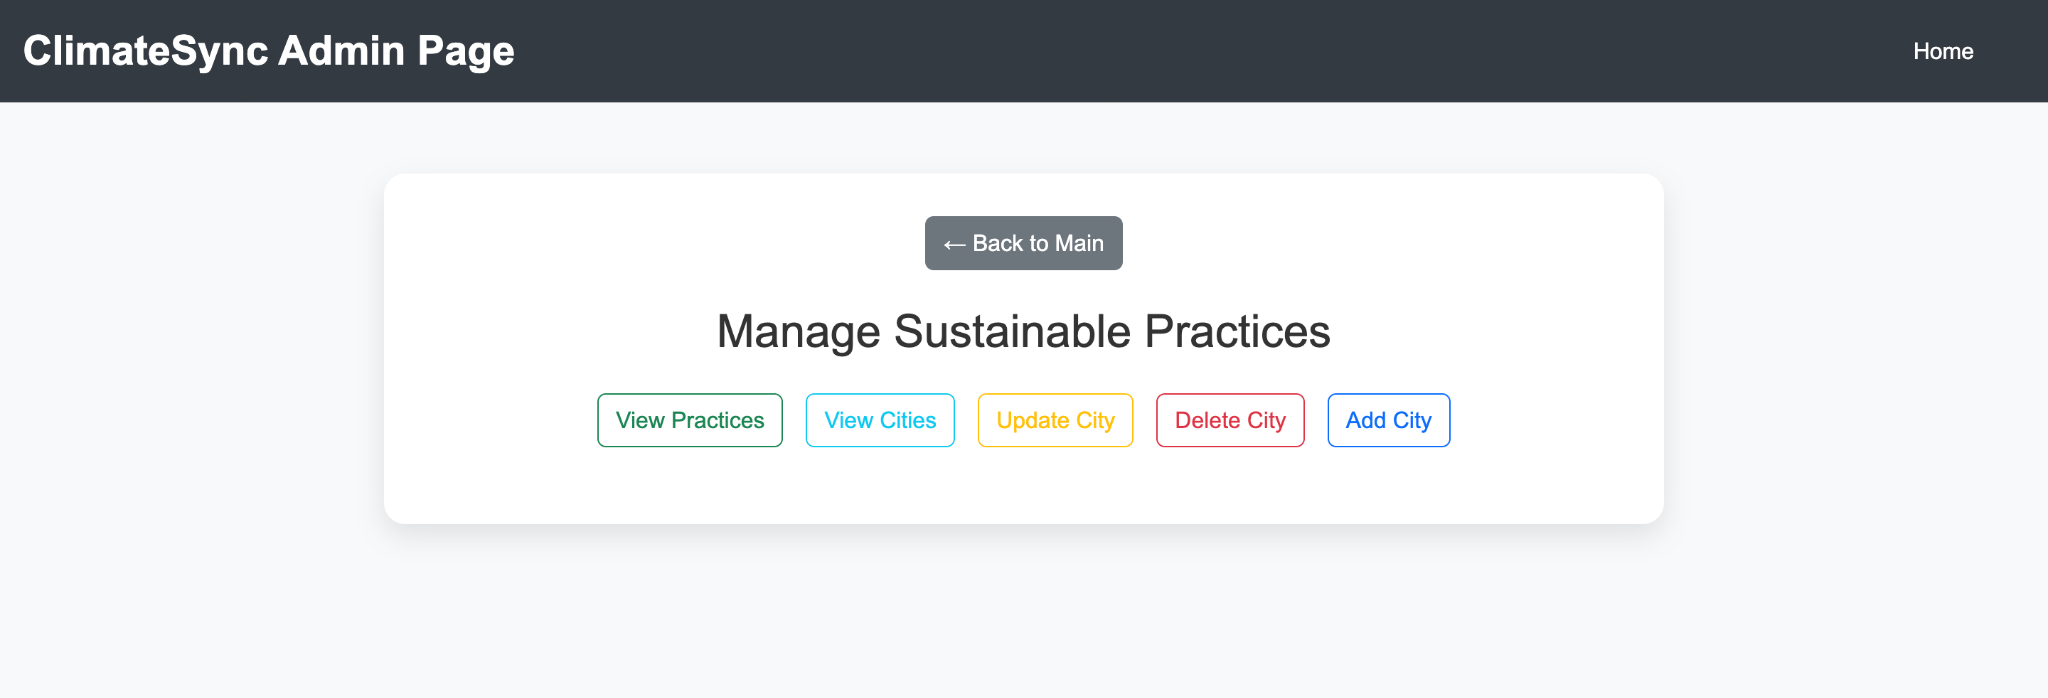 ClimateSync Admin Page
Home
← Back to Main
Manage Sustainable Practices
View Practices
View Cities
Update City
Delete City
Add City